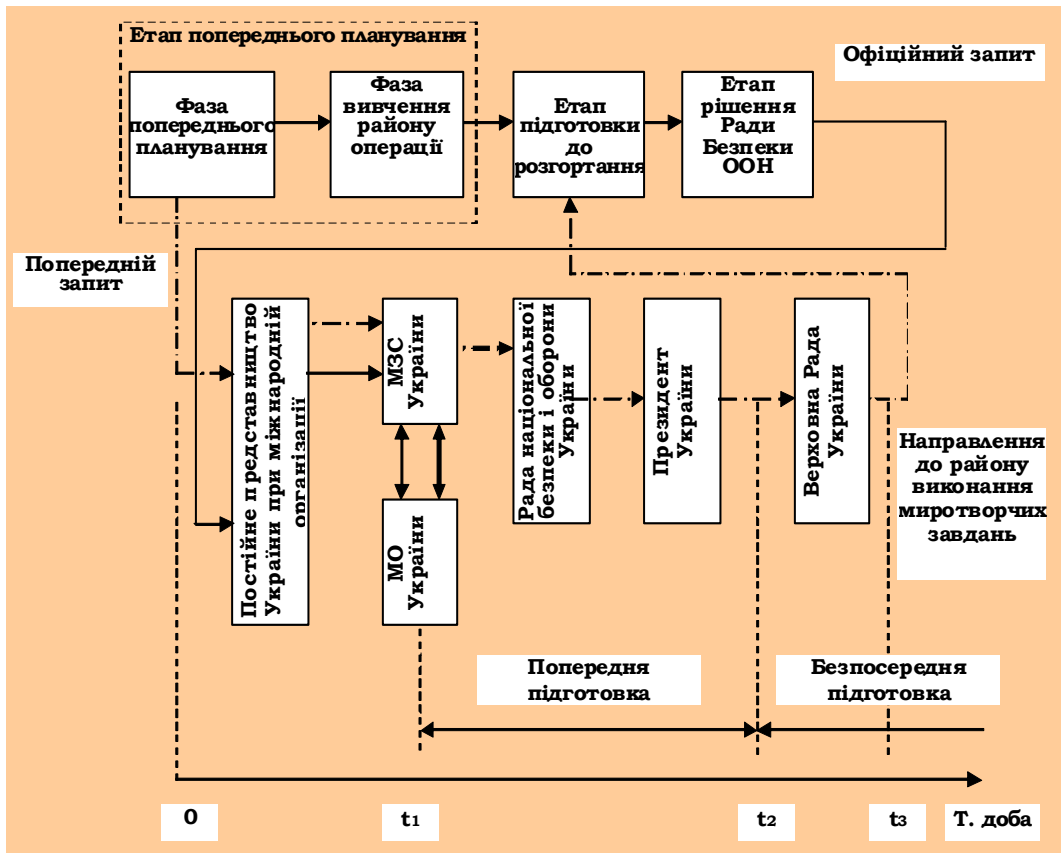 Етап попереднього планування
Офіційний запит
Фаза
попереднього
планування
Фаза
вивчення
району
операції
Етап
підготовки
до
розгортання
Етап
рішення
Ради
Безпеки
ООН
Попередній
запит
Постійне представництво
України при міжнародній
організації
МЗС
України
МО
України
Рада національної
безпеки і оборони
України
Президент
України
Верховна Рада
України
Направлення
до району
виконання
миротворчих
завдань
Попередня
підготовка
Безпосередня
підготовка
0
t1
t2
t3
Т. доба